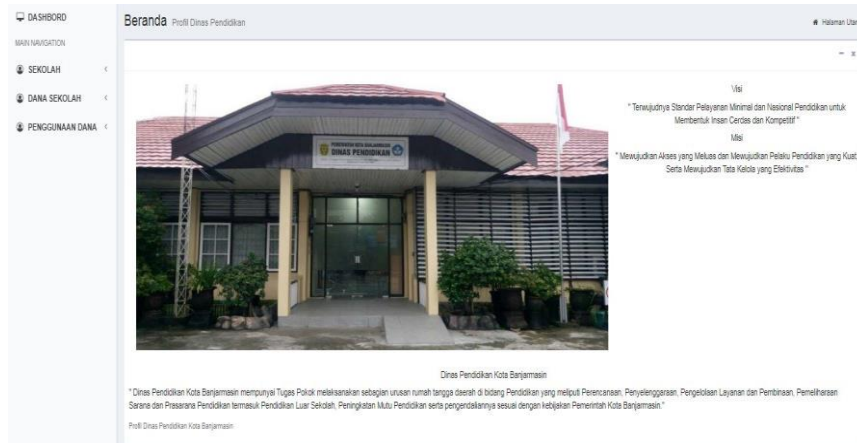 DASHBORD
Beranda Profil Dinas Pendidikan
Halaman Utam
MAIN NAVIGATION
SEKOLAH
DANA SEKOLAH
PENGGUNAAN DANA
DINAS PENDIDIKAN
Visi
" Terwujudnya Standar Pelayanan Minimal dan Nasional Pendidikan untuk
Membentuk Insan Cerdas dan Kompetitif "
Misi
" Mewujudkan Akses yang Meluas dan Mewujudkan Pelaku Pendidikan yang Kuat,
Serta Mewujudkan Tata Kelola yang Efektivitas "
Dinas Pendidikan Kota Banjarmasin
" Dinas Pendidikan Kota Banjarmasin mempunyai Tugas Pokok melaksanakan sebagian urusan rumah tangga daerah di bidang Pendidikan yang meliputi Perencanaan, Penyelenggaraan, Pengelolaan Layanan dan Pembinaan, Pemeliharaan
Sarana dan Prasarana Pendidikan termasuk Pendidikan Luar Sekolah, Peningkatan Mutu Pendidikan serta pengendaliannya sesuai dengan kebijakan Pemerintah Kota Banjarmasin."
Profil Dinas Pendidikan Kota Banjarmasin